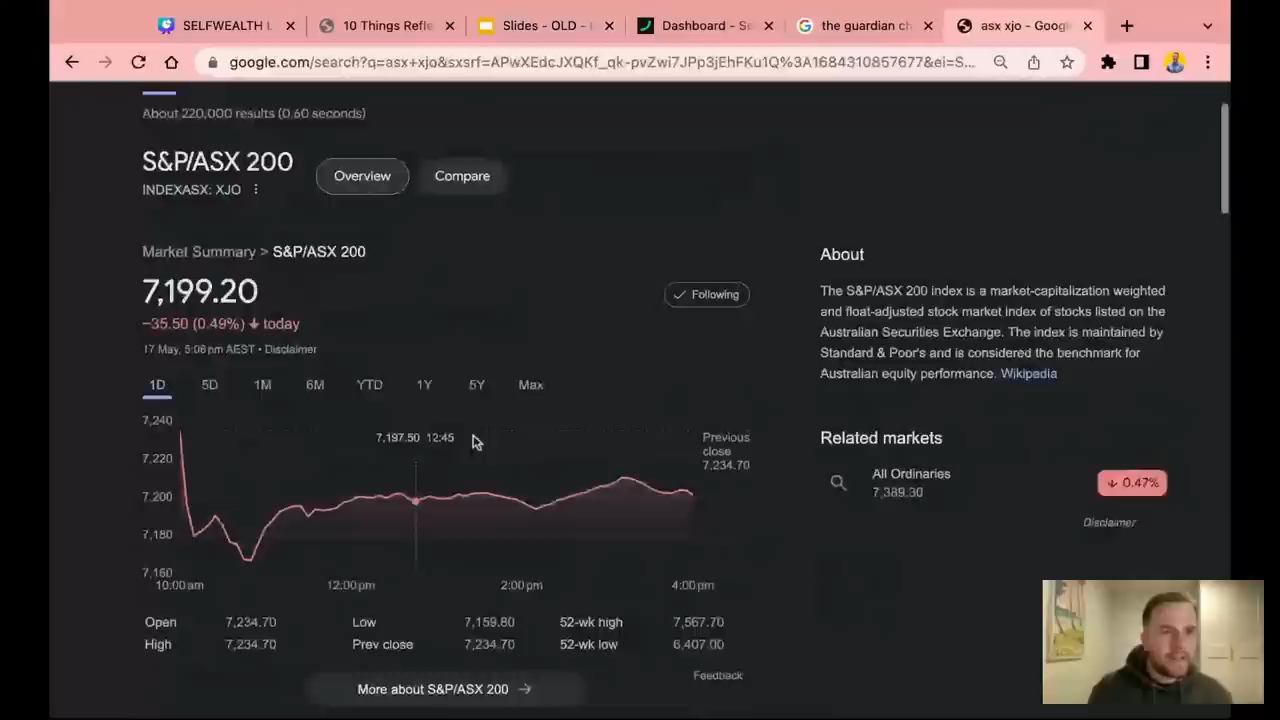 SELFWEALTH L
10 Things Refle
Slides - OLD -
Dashboard - Se
the guardian ch
asx xjo - Google
google.com/search?q=asx+xjo&sxsrf=APwXEdcJXQKf_qk-pvZwi7JPp3jEhFKu1Q%3A1684310857677&ei=S...
About 220,000 results (0.60 seconds)
S&P/ASX 200
Overview
Compare
INDEXASX: XJO
Market Summary > S&P/ASX 200
7,199.20
Following
−35.50 (0.49%) ↓ today
17 May, 5:06 pm AEST • Disclaimer
1D 5D 1M 6M YTD 1Y 5Y Max
7,240
7,220
7,200
7,180
7,160
7,197.50 12:45
Previous
close
7,234.70
10:00 am 12:00 pm 2:00 pm 4:00 pm
Open 7,234.70 Low 7,159.80 52-wk high 7,567.70
High 7,234.70 Prev close 7,234.70 52-wk low 6,407.00
Feedback
More about S&P/ASX 200 →
About
The S&P/ASX 200 index is a market-capitalization weighted
and float-adjusted stock market index of stocks listed on the
Australian Securities Exchange. The index is maintained by
Standard & Poor's and is considered the benchmark for
Australian equity performance. Wikipedia
Related markets
All Ordinaries
7,389.30
↓ 0.47%
Disclaimer